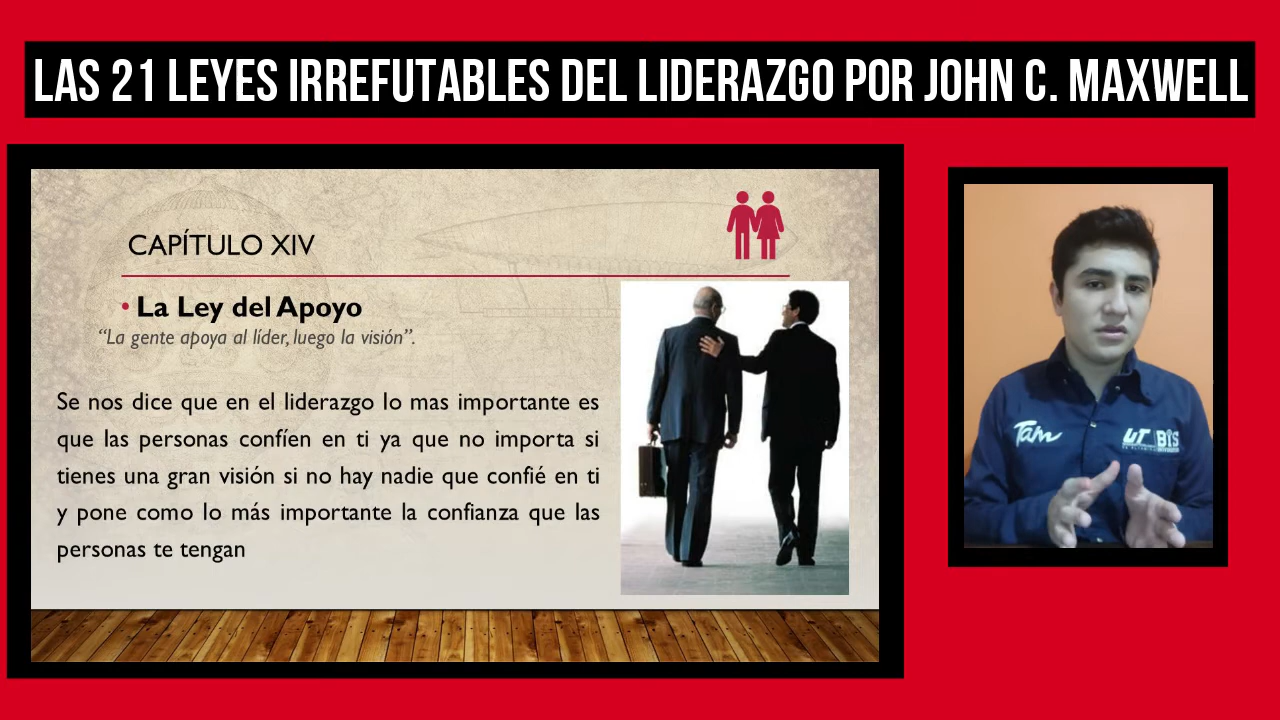 LAS 21 LEYES IRREFUTABLES DEL LIDERAZGO POR JOHN C. MAXWELL
CAPÍTULO XIV
• La Ley del Apoyo
“La gente apoya al líder, luego la visión”.
Se nos dice que en el liderazgo lo mas importante es
que las personas confíen en ti ya que no importa si
tienes una gran visión si no hay nadie que confié en ti
y pone como lo más importante la confianza que las
personas te tengan
Tam
UT BIS